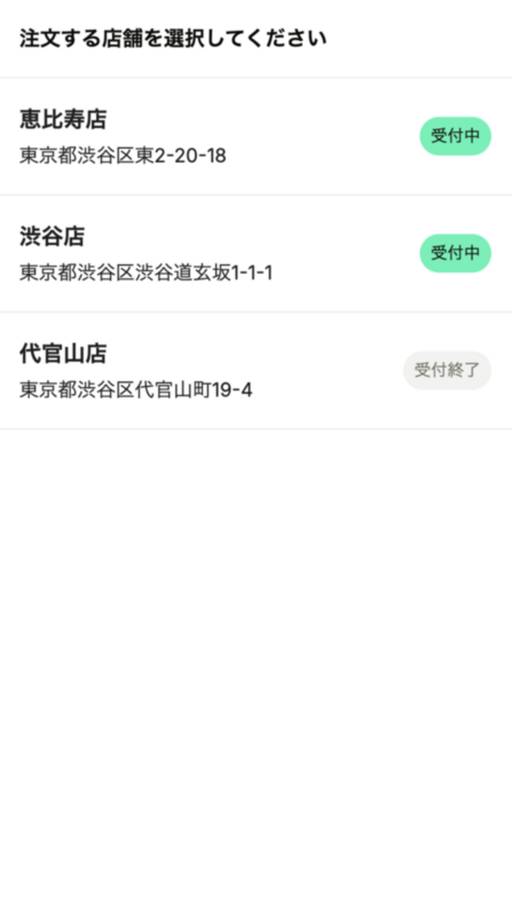 注文する店舗を選択してください
恵比寿店
東京都渋谷区東2-20-18
受付中
渋谷店
東京都渋谷区渋谷道玄坂1-1-1
受付中
代官山店
東京都渋谷区代官山町19-4
受付終了